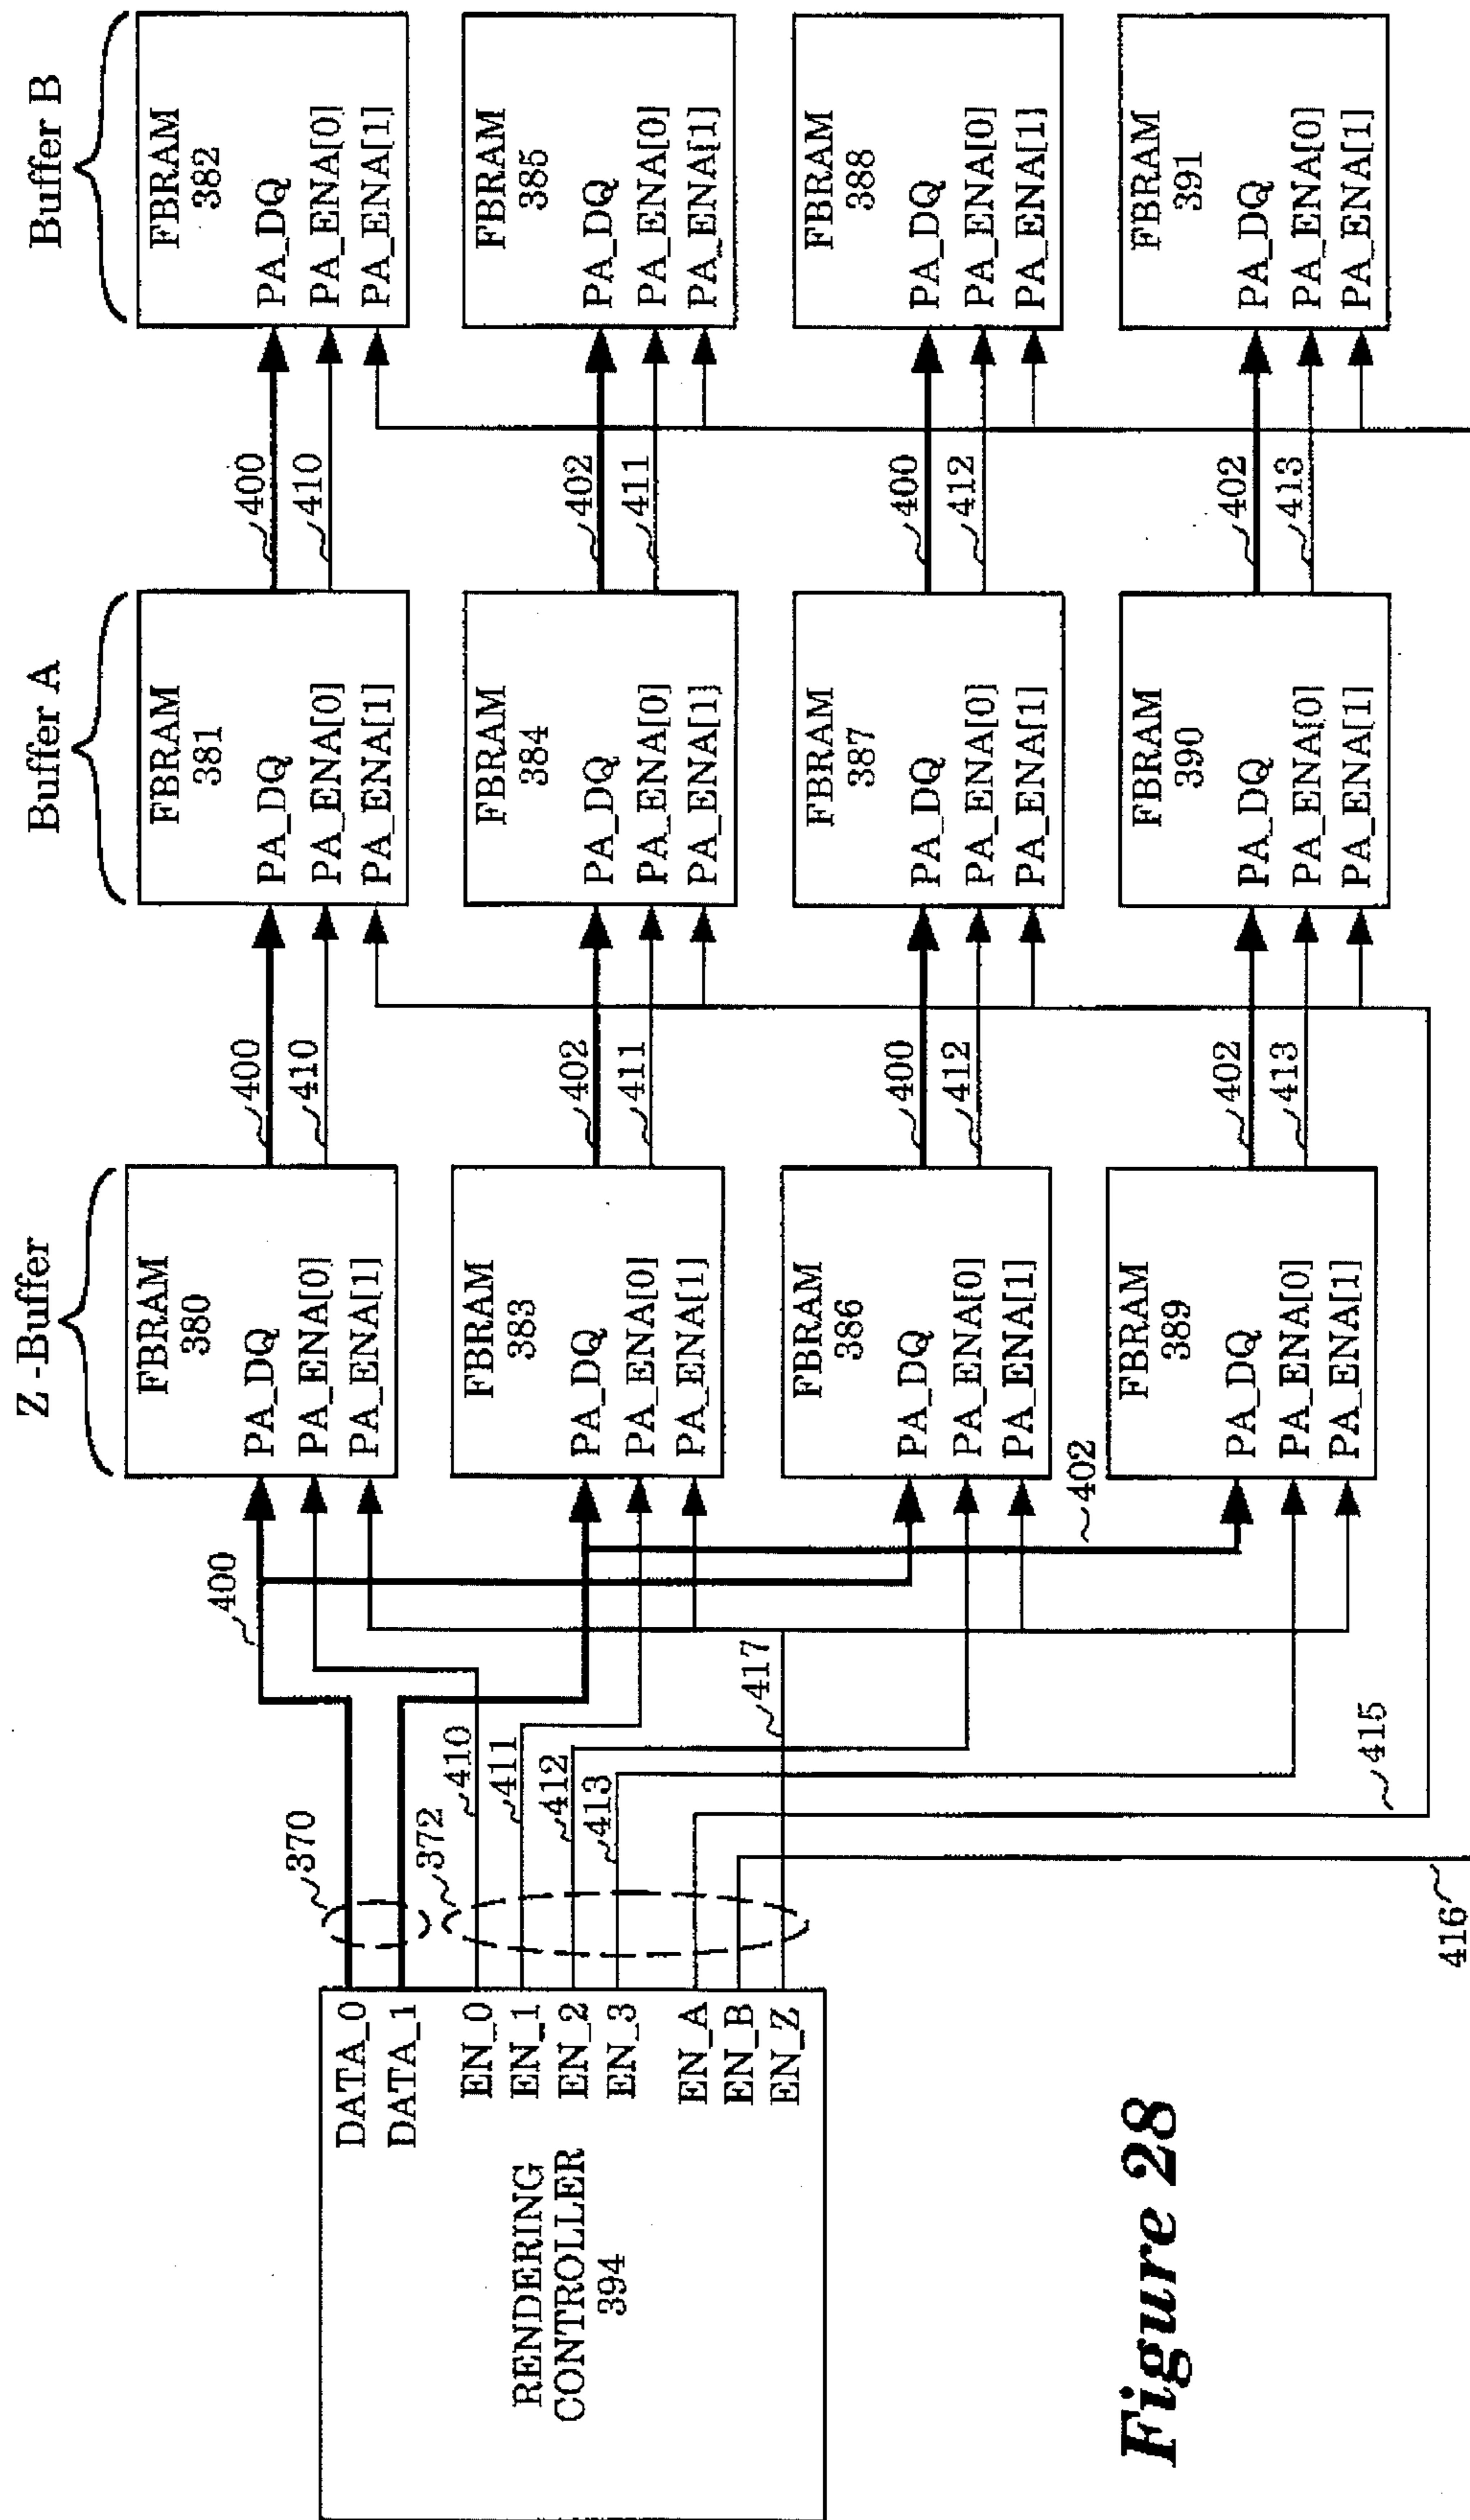 Z -Buffer
Buffer A
Buffer B
RENDERING
CONTROLLER
394
DATA_0
DATA_1
EN_0
EN_1
EN_2
EN_3
EN_A
EN_B
EN_Z
370
372
400
410
411
412
413
417
415
416
402
FBRAM
380
PA_DQ
PA_ENA[0]
PA_ENA[1]
400
410
FBRAM
381
PA_DQ
PA_ENA[0]
PA_ENA[1]
400
410
FBRAM
382
PA_DQ
PA_ENA[0]
PA_ENA[1]
FBRAM
383
PA_DQ
PA_ENA[0]
PA_ENA[1]
402
411
FBRAM
384
PA_DQ
PA_ENA[0]
PA_ENA[1]
402
411
FBRAM
385
PA_DQ
PA_ENA[0]
PA_ENA[1]
FBRAM
386
PA_DQ
PA_ENA[0]
PA_ENA[1]
400
412
FBRAM
387
PA_DQ
PA_ENA[0]
PA_ENA[1]
400
412
FBRAM
388
PA_DQ
PA_ENA[0]
PA_ENA[1]
FBRAM
389
PA_DQ
PA_ENA[0]
PA_ENA[1]
402
413
FBRAM
390
PA_DQ
PA_ENA[0]
PA_ENA[1]
402
413
FBRAM
391
PA_DQ
PA_ENA[0]
PA_ENA[1]
Figure 28